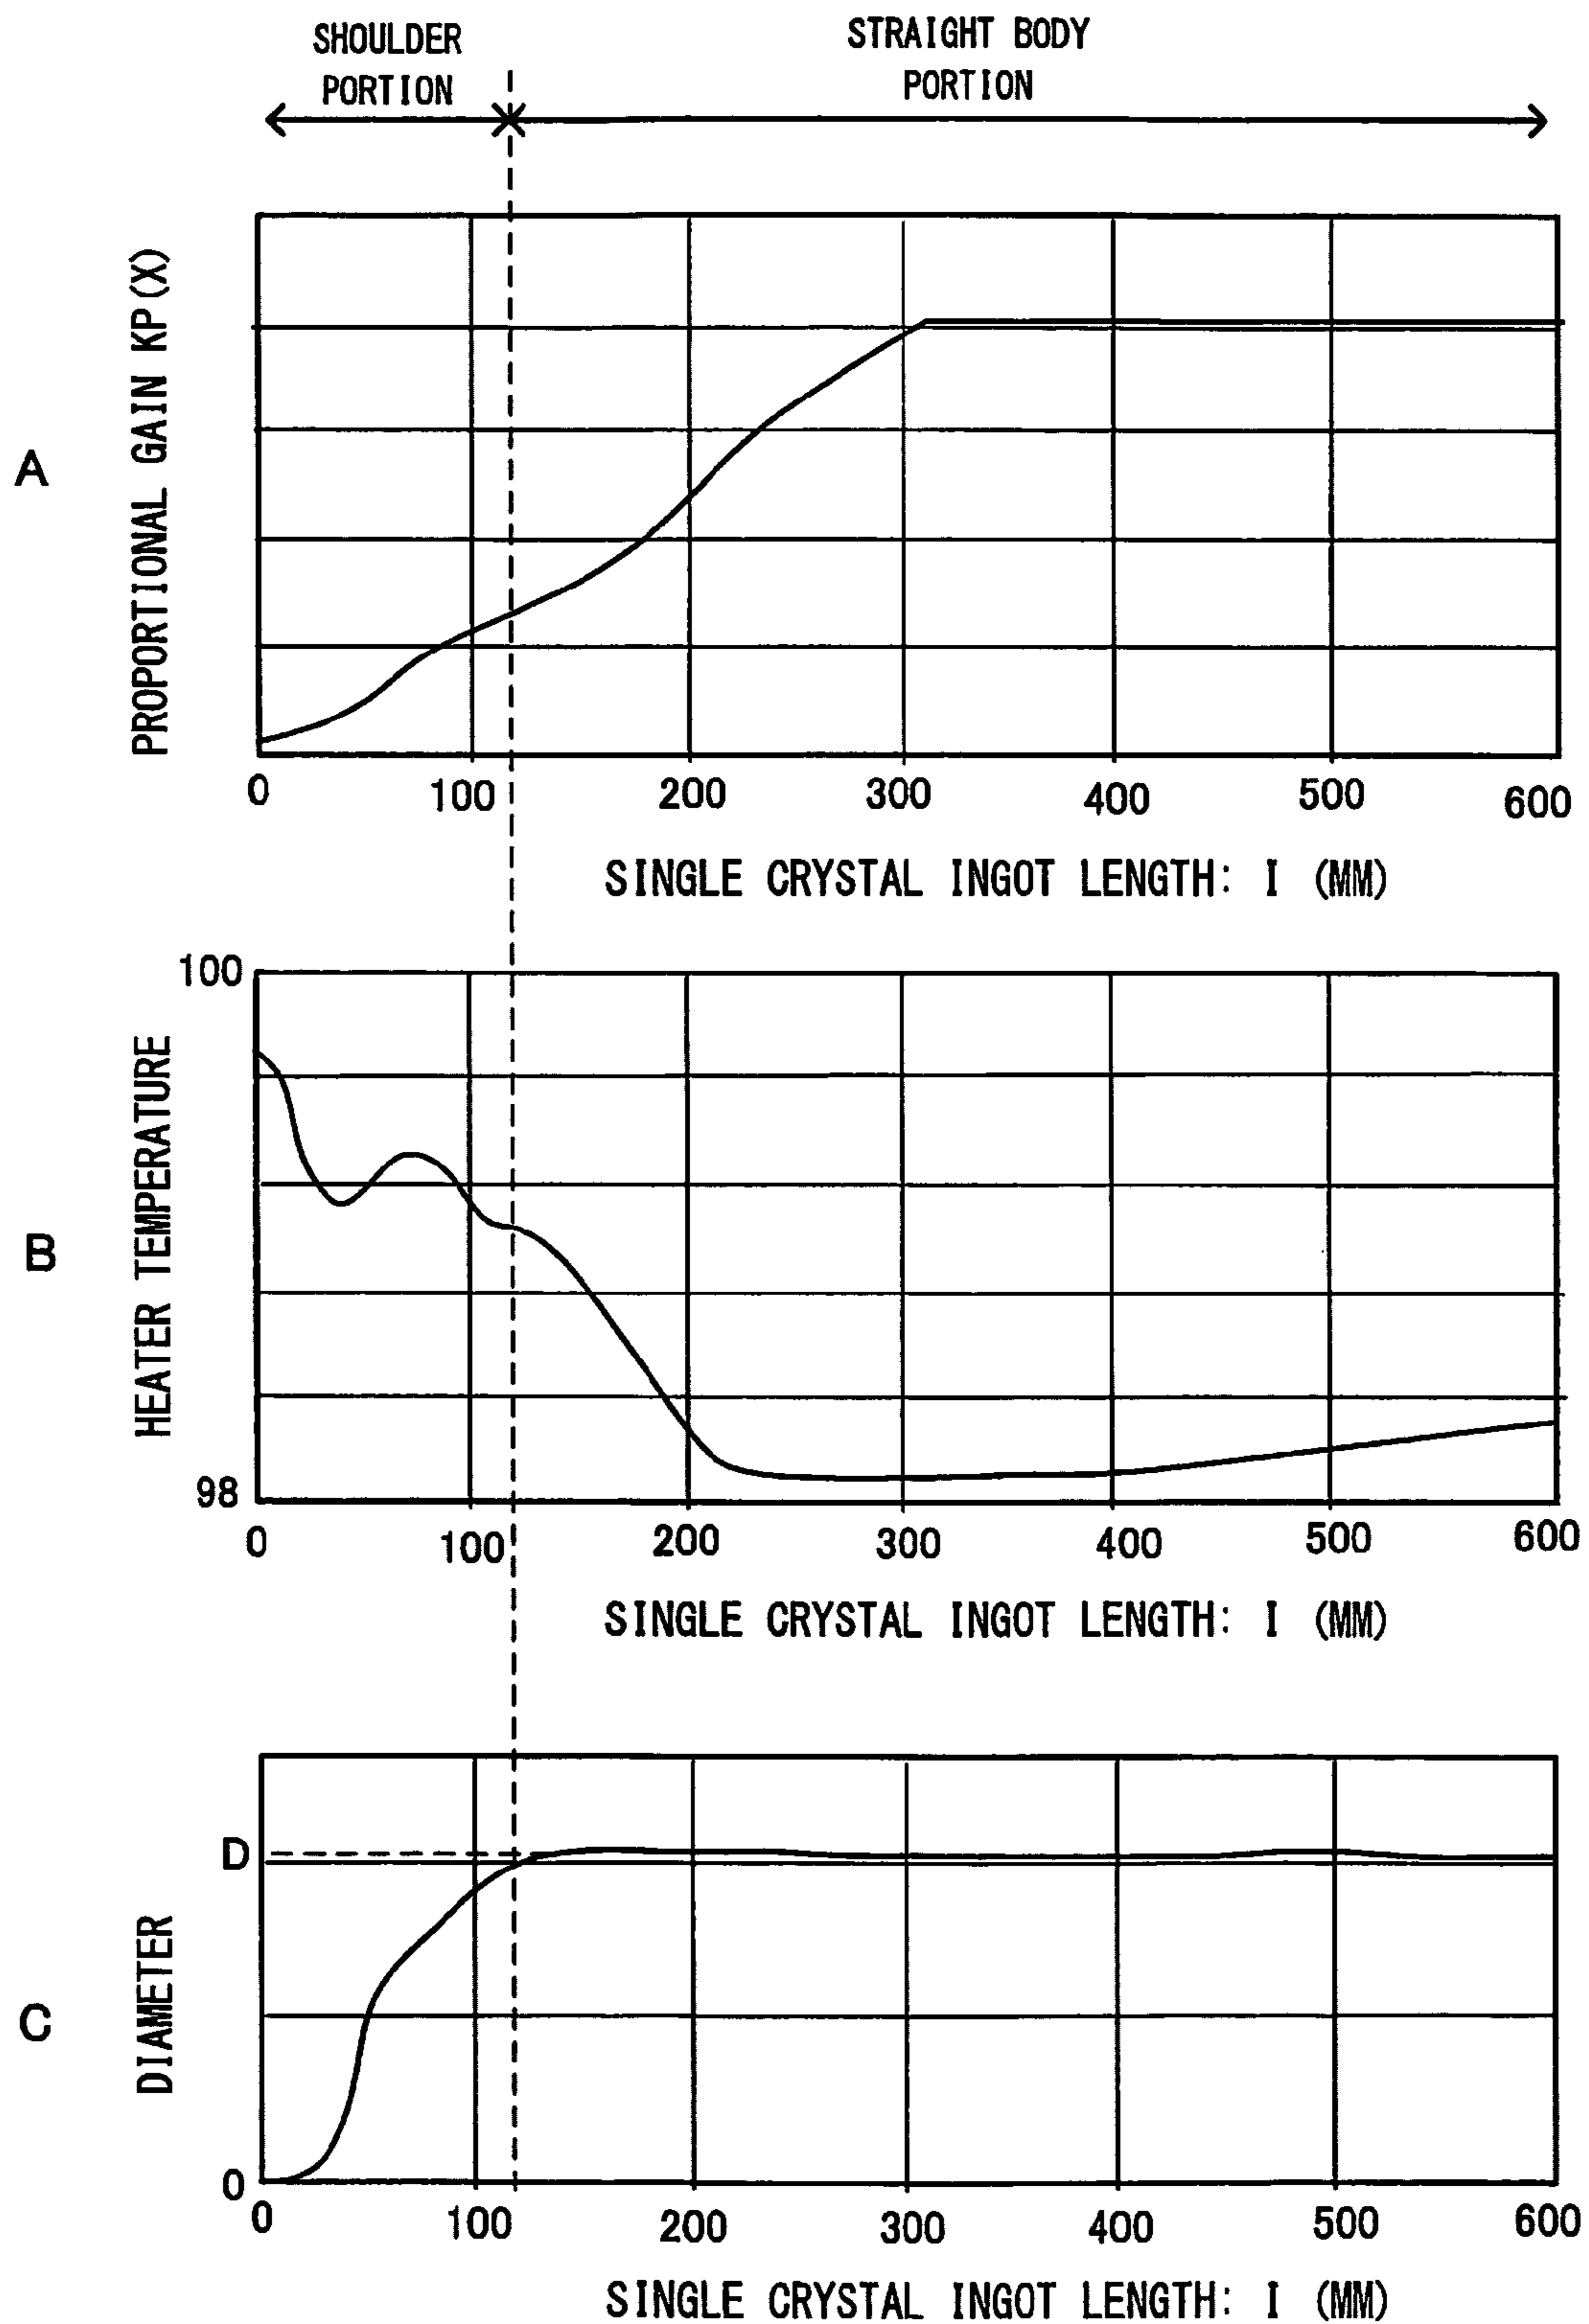 SHOULDER
PORTION
STRAIGHT BODY
PORTION
A
PROPORTIONAL GAIN KP(X)
0 100 200 300 400 500 600
SINGLE CRYSTAL INGOT LENGTH: I (MM)
B
HEATER TEMPERATURE
100
98
0 100 200 300 400 500 600
SINGLE CRYSTAL INGOT LENGTH: I (MM)
C
DIAMETER
D
0
0 100 200 300 400 500 600
SINGLE CRYSTAL INGOT LENGTH: I (MM)